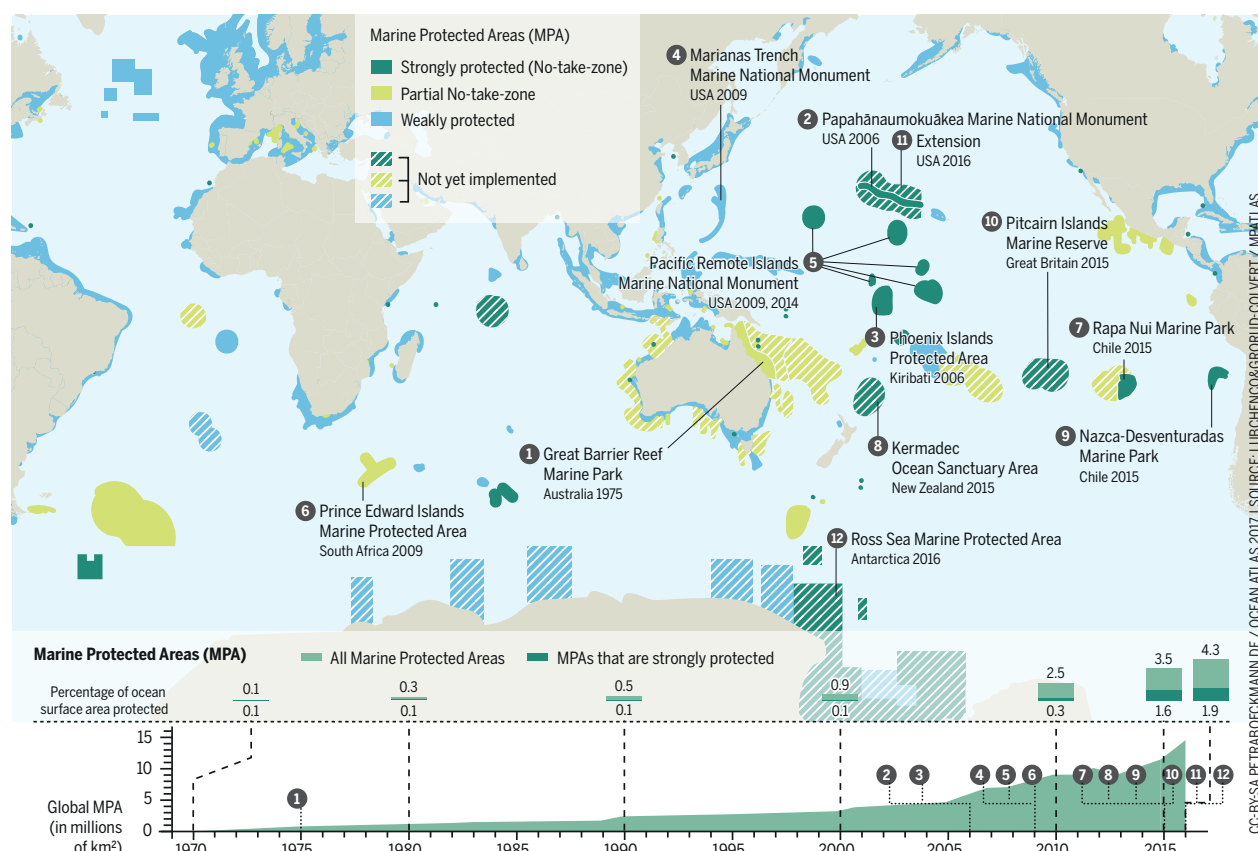 Marine Protected Areas (MPA)
Strongly protected (No-take-zone)
Partial No-take-zone
Weakly protected
Not yet implemented
4 Marianas Trench
Marine National Monument
USA 2009
2 Papahānaumokuākea Marine National Monument
USA 2006
11 Extension
USA 2016
10 Pitcairn Islands
Marine Reserve
Great Britain 2015
Pacific Remote Islands 5
Marine National Monument
USA 2009, 2014
3 Phoenix Islands
Protected Area
Kiribati 2006
7 Rapa Nui Marine Park
Chile 2015
1 Great Barrier Reef
Marine Park
Australia 1975
8 Kermadec
Ocean Sanctuary Area
New Zealand 2015
9 Nazca-Desventuradas
Marine Park
Chile 2015
6 Prince Edward Islands
Marine Protected Area
South Africa 2009
12 Ross Sea Marine Protected Area
Antarctica 2016
Marine Protected Areas (MPA)
All Marine Protected Areas
MPAs that are strongly protected
Percentage of ocean
surface area protected
0.1 0.3 0.5 0.9 2.5 3.5 4.3
0.1 0.1 0.1 0.1 0.3 1.6 1.9
Global MPA
(in millions
of km²)
15
10
5
0
1 2 3 4 5 6 7 8 9 10 11 12
1970 1975 1980 1985 1990 1995 2000 2005 2010 2015
CC-BY-SA PETRABOECKMANN.DE / OCEAN ATLAS 2017 | SOURCE: LUBCHENCO&GRORUD-COLVERT / MPATLAS